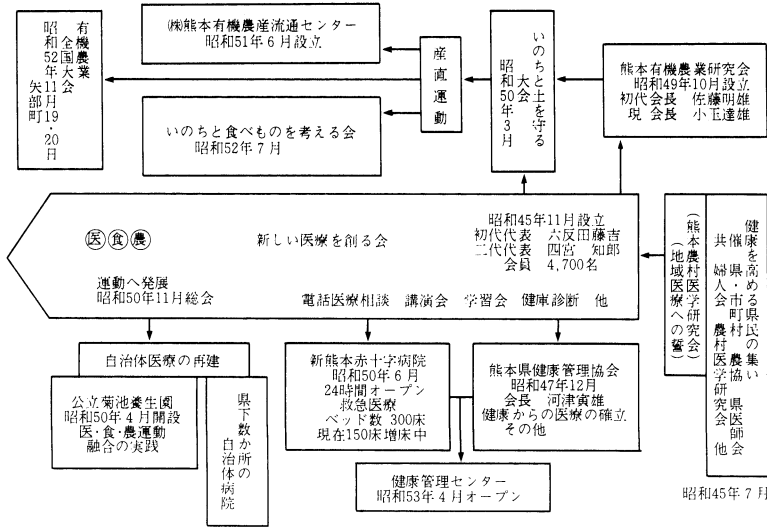 ㈱熊本有機農産流通センター
昭和51年6月設立
有機農業
全国大会
昭和52年11月19・20日
矢部町
産直運動
いのちと土を守る
大会
昭和50年3月
熊本有機農業研究会
昭和49年10月設立
初代会長　佐藤明雄
現　会長　小玉達雄
いのちと食べものを考える会
昭和52年7月
医食農
運動へ発展
昭和50年11月総会
新しい医療を創る会
昭和45年11月設立
初代代表　六反田藤吉
二代代表　四宮　知郎
会員　4,700名
電話医療相談　講演会　学習会　健康診断　他
健康を高める県民の集い
共催　県・市町村　農協　県医師会
婦人会　農村医学研究会　他
(熊本農村医学研究会)
(地域医療への誓)
昭和45年7月
自治体医療の再建
公立菊池養生園
昭和50年4月開設
医・食・農運動
融合の実践
県下数か所の
自治体病院
新熊本赤十字病院
昭和50年6月
24時間オープン
救急医療
ベッド数 300床
現在150床増床中
熊本県健康管理協会
昭和47年12月
会長　河津寅雄
健康からの医療の確立
その他
健康管理センター
昭和53年4月オープン